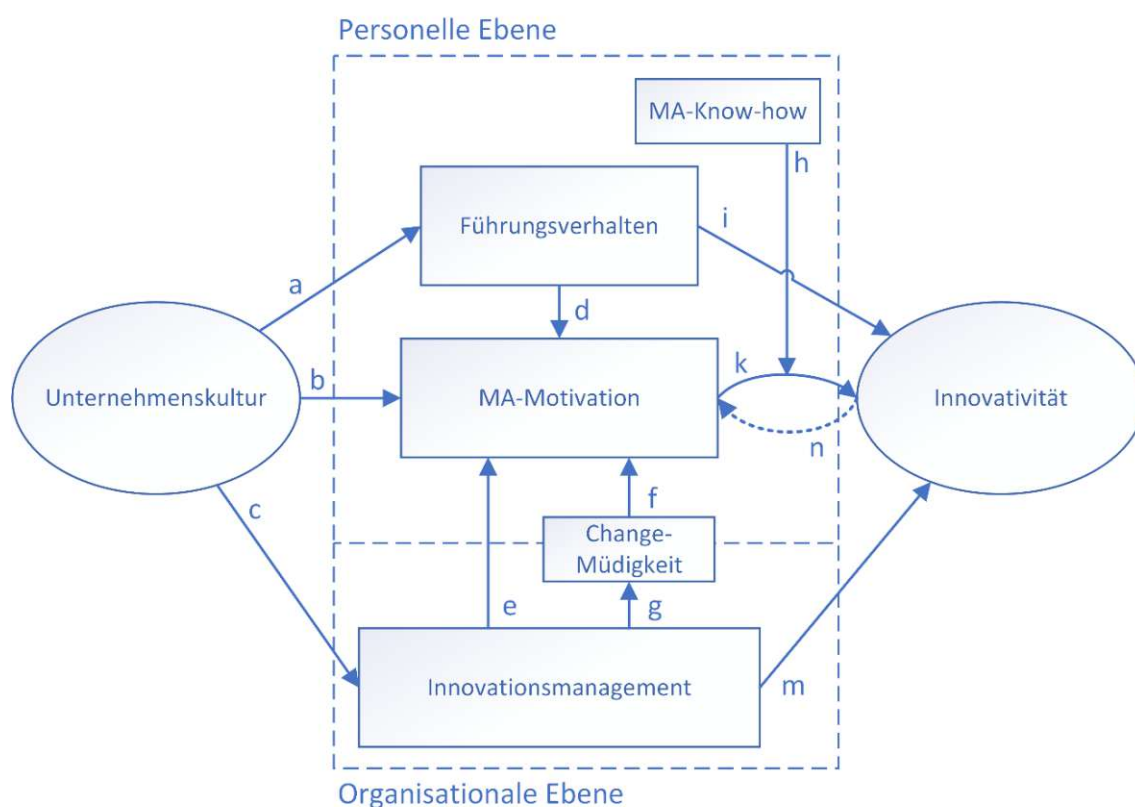 Personelle Ebene
MA-Know-how
h
Führungsverhalten
i
a
d
Unternehmenskultur
b
MA-Motivation
k
Innovativität
n
c
f
Change-
Müdigkeit
e
g
Innovationsmanagement
m
Organisationale Ebene